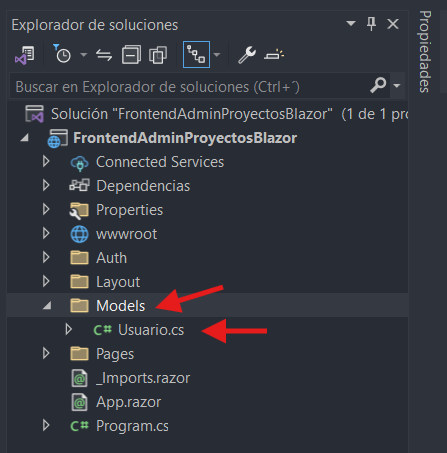 Explorador de soluciones
Propiedades
Buscar en Explorador de soluciones (Ctrl+´)
Solución "FrontendAdminProyectosBlazor" (1 de 1 pro
FrontendAdminProyectosBlazor
Connected Services
Dependencias
Properties
wwwroot
Auth
Layout
Models
C# Usuario.cs
Pages
_Imports.razor
App.razor
C# Program.cs